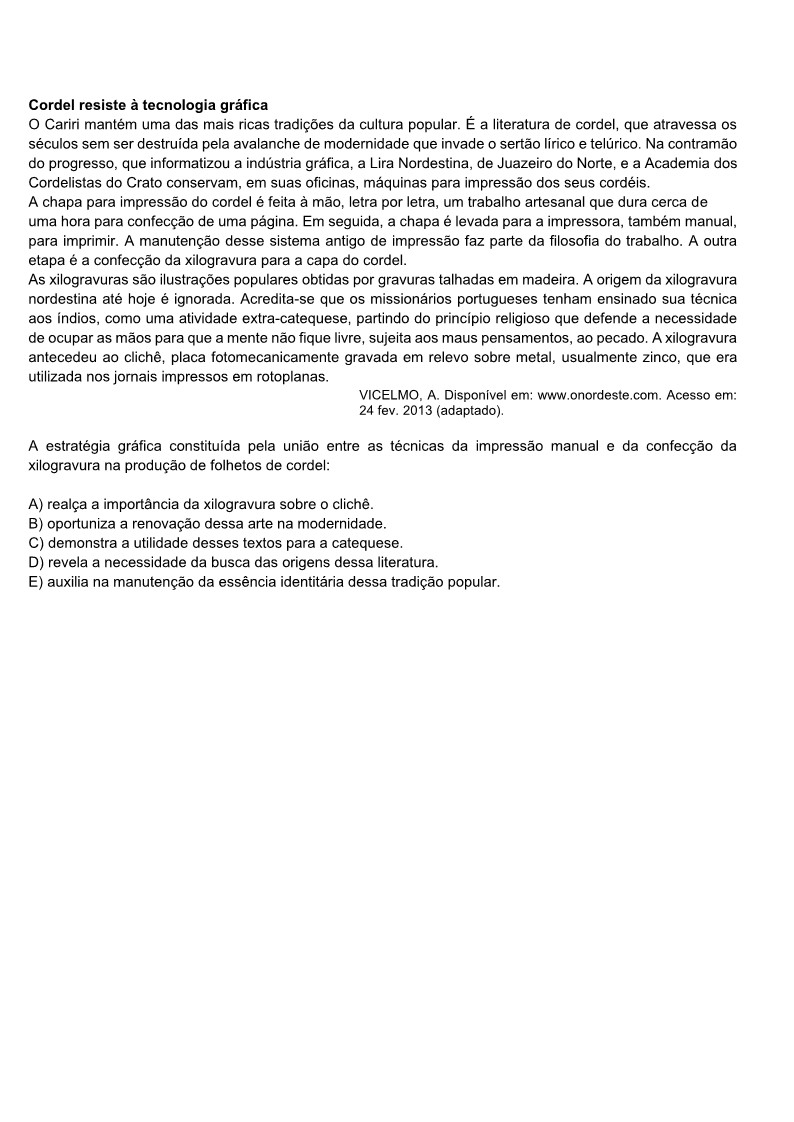 Cordel resiste à tecnologia gráfica
O Cariri mantém uma das mais ricas tradições da cultura popular. É a literatura de cordel, que atravessa os
séculos sem ser destruída pela avalanche de modernidade que invade o sertão lírico e telúrico. Na contramão
do progresso, que informatizou a indústria gráfica, a Lira Nordestina, de Juazeiro do Norte, e a Academia dos
Cordelistas do Crato conservam, em suas oficinas, máquinas para impressão dos seus cordéis.
A chapa para impressão do cordel é feita à mão, letra por letra, um trabalho artesanal que dura cerca de
uma hora para confecção de uma página. Em seguida, a chapa é levada para a impressora, também manual,
para imprimir. A manutenção desse sistema antigo de impressão faz parte da filosofia do trabalho. A outra
etapa é a confecção da xilogravura para a capa do cordel.
As xilogravuras são ilustrações populares obtidas por gravuras talhadas em madeira. A origem da xilogravura
nordestina até hoje é ignorada. Acredita-se que os missionários portugueses tenham ensinado sua técnica
aos índios, como uma atividade extra-catequese, partindo do princípio religioso que defende a necessidade
de ocupar as mãos para que a mente não fique livre, sujeita aos maus pensamentos, ao pecado. A xilogravura
antecedeu ao clichê, placa fotomecanicamente gravada em relevo sobre metal, usualmente zinco, que era
utilizada nos jornais impressos em rotoplanas.
VICELMO, A. Disponível em: www.onordeste.com. Acesso em:
24 fev. 2013 (adaptado).
A estratégia gráfica constituída pela união entre as técnicas da impressão manual e da confecção da
xilogravura na produção de folhetos de cordel:
A) realça a importância da xilogravura sobre o clichê.
B) oportuniza a renovação dessa arte na modernidade.
C) demonstra a utilidade desses textos para a catequese.
D) revela a necessidade da busca das origens dessa literatura.
E) auxilia na manutenção da essência identitária dessa tradição popular.